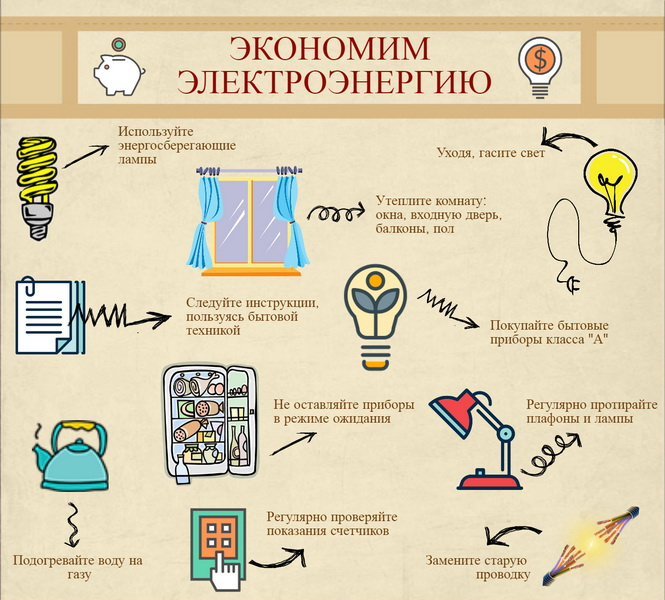 ЭКОНОМИМ
ЭЛЕКТРОЭНЕРГИЮ
Используйте
энергосберегающие
лампы
Уходя, гасите свет
Утеплите комнату:
окна, входную дверь,
балконы, пол
Следуйте инструкции,
пользуясь бытовой
техникой
Покупайте бытовые
приборы класса "А"
Не оставляйте приборы
в режиме ожидания
Регулярно протирайте
плафоны и лампы
Подогревайте воду на
газу
Регулярно проверяйте
показания счетчиков
Замените старую
проводку